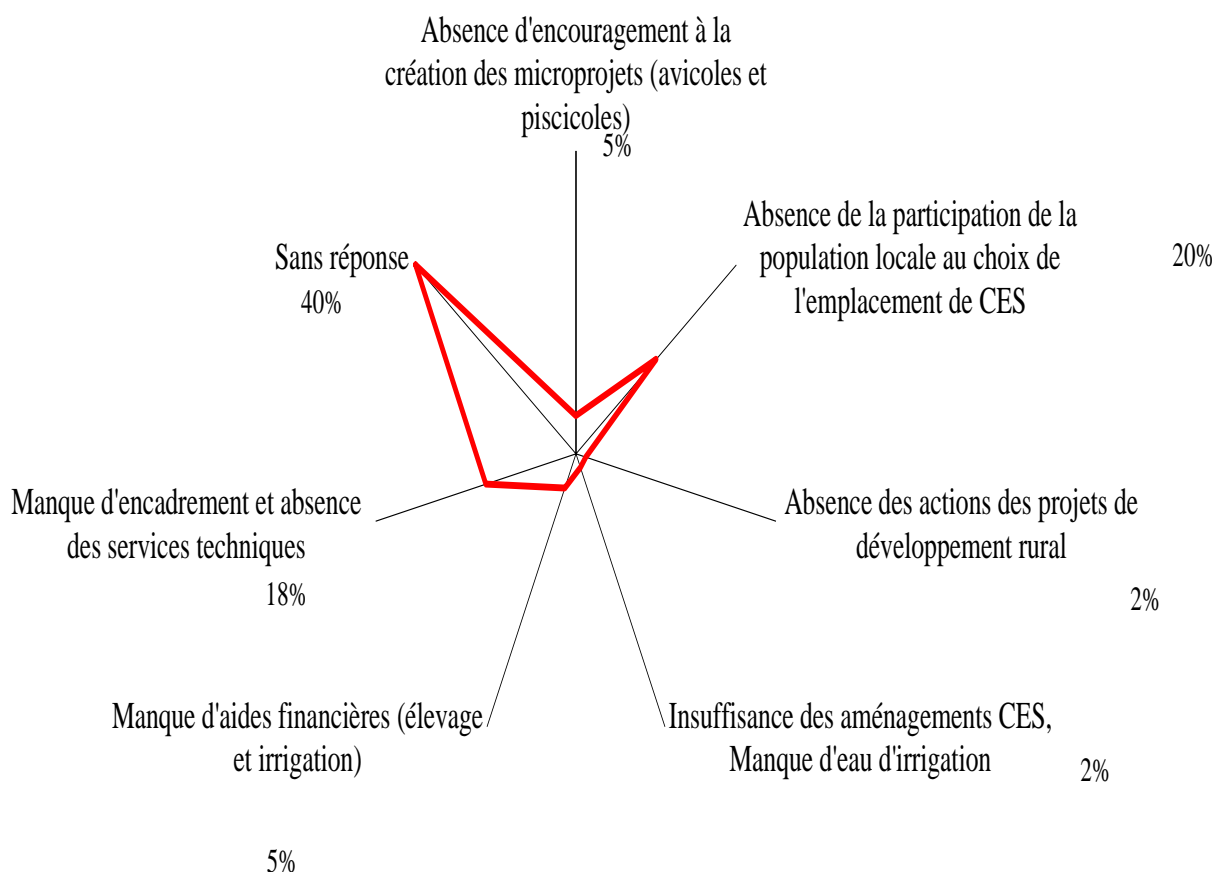 Absence d'encouragement à la
création des microprojets (avicoles et
piscicoles)
5%
Absence de la participation de la
population locale au choix de
l'emplacement de CES
20%
Absence des actions des projets de
développement rural
2%
Insuffisance des aménagements CES,
Manque d'eau d'irrigation
2%
Manque d'aides financières (élevage
et irrigation)
5%
Manque d'encadrement et absence
des services techniques
18%
Sans réponse
40%